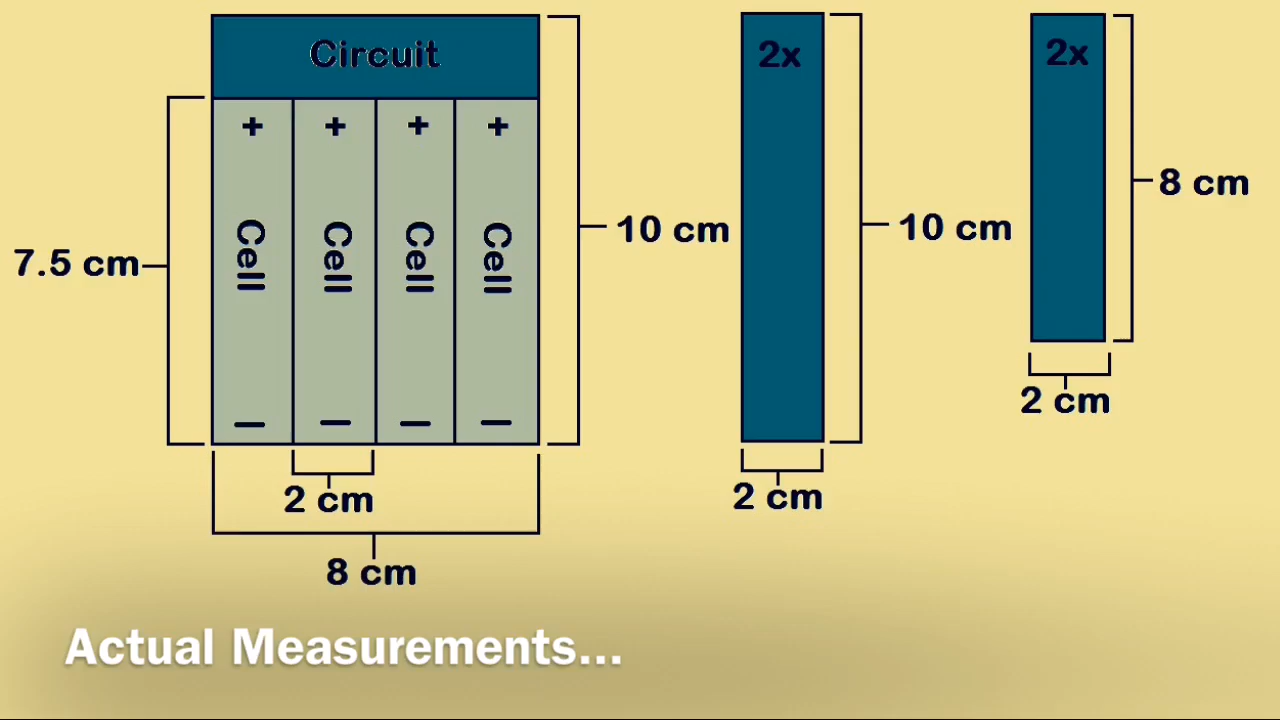 Circuit
+ + + +
Cell Cell Cell Cell
— — — —
7.5 cm
10 cm
2 cm
8 cm
2x
10 cm
2 cm
2x
8 cm
2 cm
Actual Measurements...